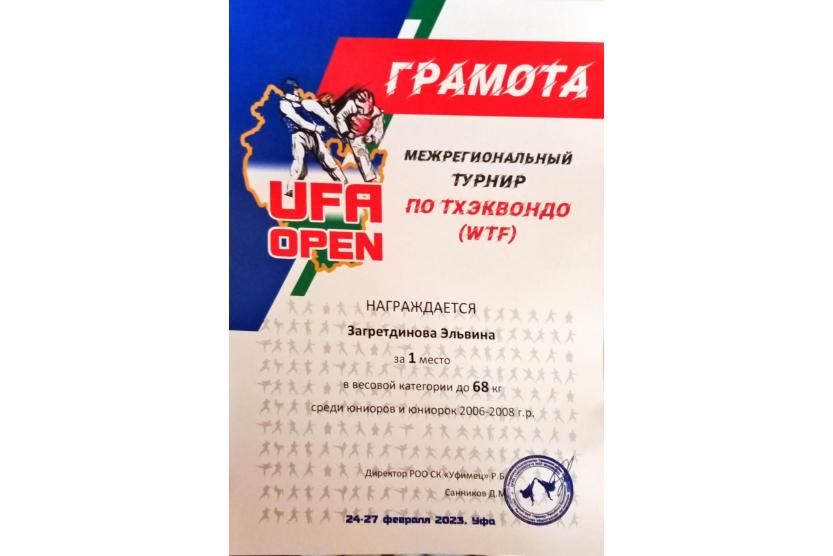 ГРАМОТА
МЕЖРЕГИОНАЛЬНЫЙ
ТУРНИР
ПО ТХЭКВОНДО
(WTF)
UFA
OPEN
НАГРАЖДАЕТСЯ
Загретдинова Эльвина
за 1 место
в весовой категории до 68 кг
среди юниоров и юниорок 2006-2008 г.р.
Директор РОО СК «Уфимец» Р.Б
Санников Д.М
24-27 февраля 2023. Уфа